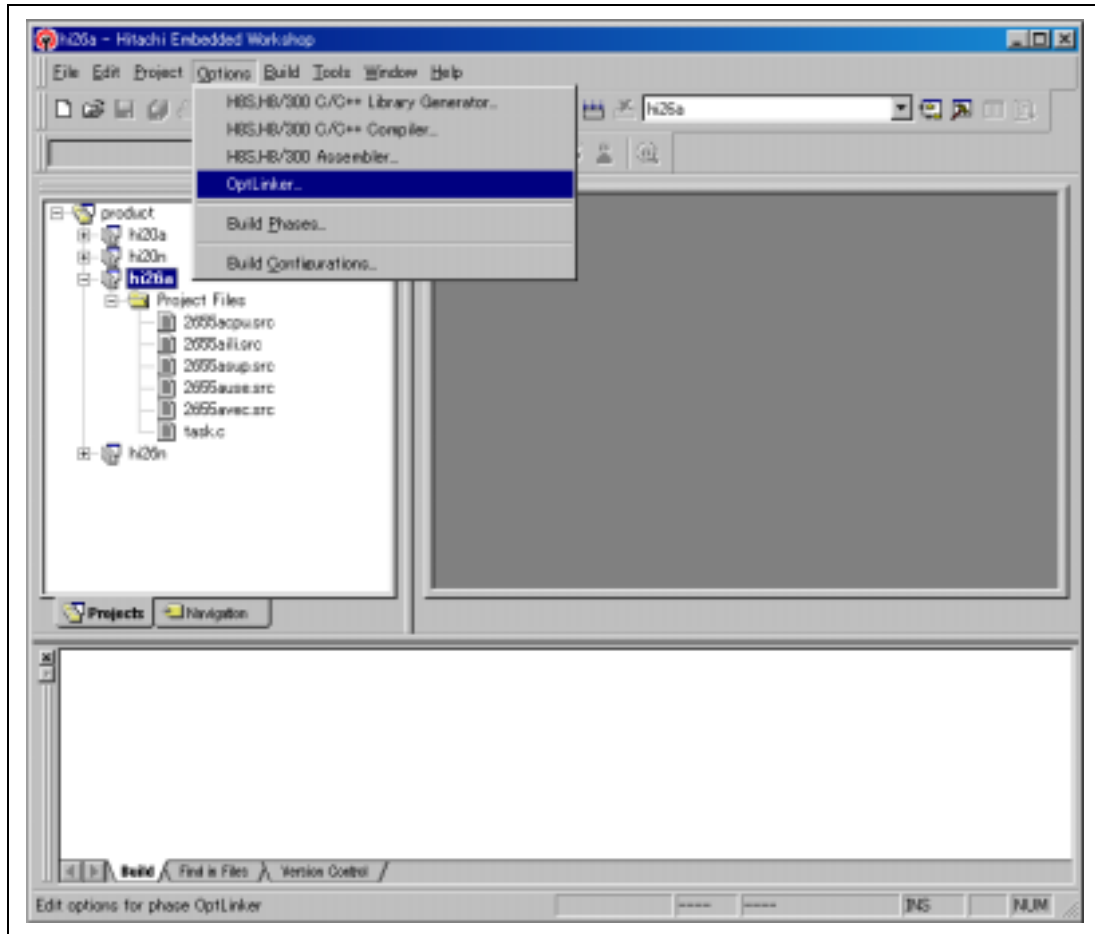 hi26a - Hitachi Embedded Workshop
File Edit Project Options Build Tools Window Help
H8S,H8/300 C/C++ Library Generator...
hi26a
H8S,H8/300 C/C++ Compiler...
H8S,H8/300 Assembler...
OptLinker...
Build Phases...
Build Configurations...
product
hi20a
hi20n
hi26a
Project Files
2655acpu.src
2655aili.src
2655asup.src
2655ause.src
2655avec.src
task.c
hi26n
Projects Navigation
Build Find in Files Version Control
Edit options for phase OptLinker ---- ---- INS NUM